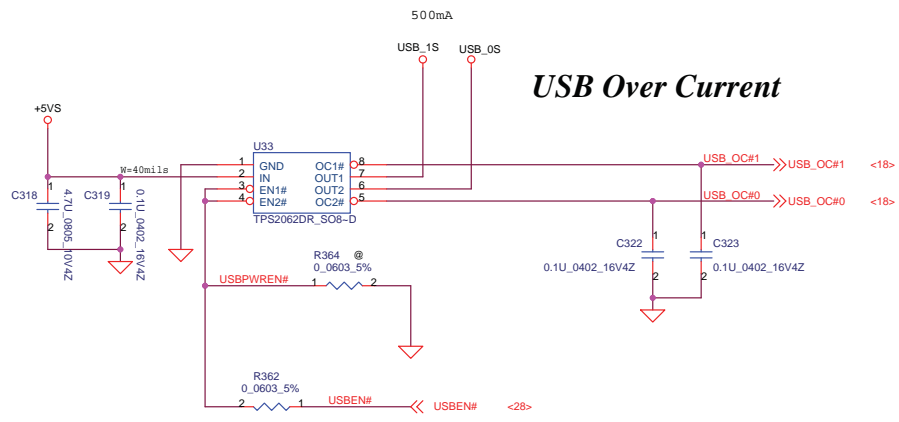 500mA
USB_1S
USB_0S
USB Over Current
+5VS
U33
1 GND OC1# 8
2 IN OUT1 7
3 EN1# OUT2 6
4 EN2# OC2# 5
TPS2062DR_SO8~D
W=40mils
USB_OC#1
USB_OC#1 <18>
USB_OC#0
USB_OC#0 <18>
C318
1
2
4.7U_0805_10V4Z
C319
1
2
0.1U_0402_16V4Z
R364 @
0_0603_5%
USBPWREN#
1 2
C322
1
2
0.1U_0402_16V4Z
C323
1
2
0.1U_0402_16V4Z
R362
0_0603_5%
2 1
USBEN#
USBEN# <28>